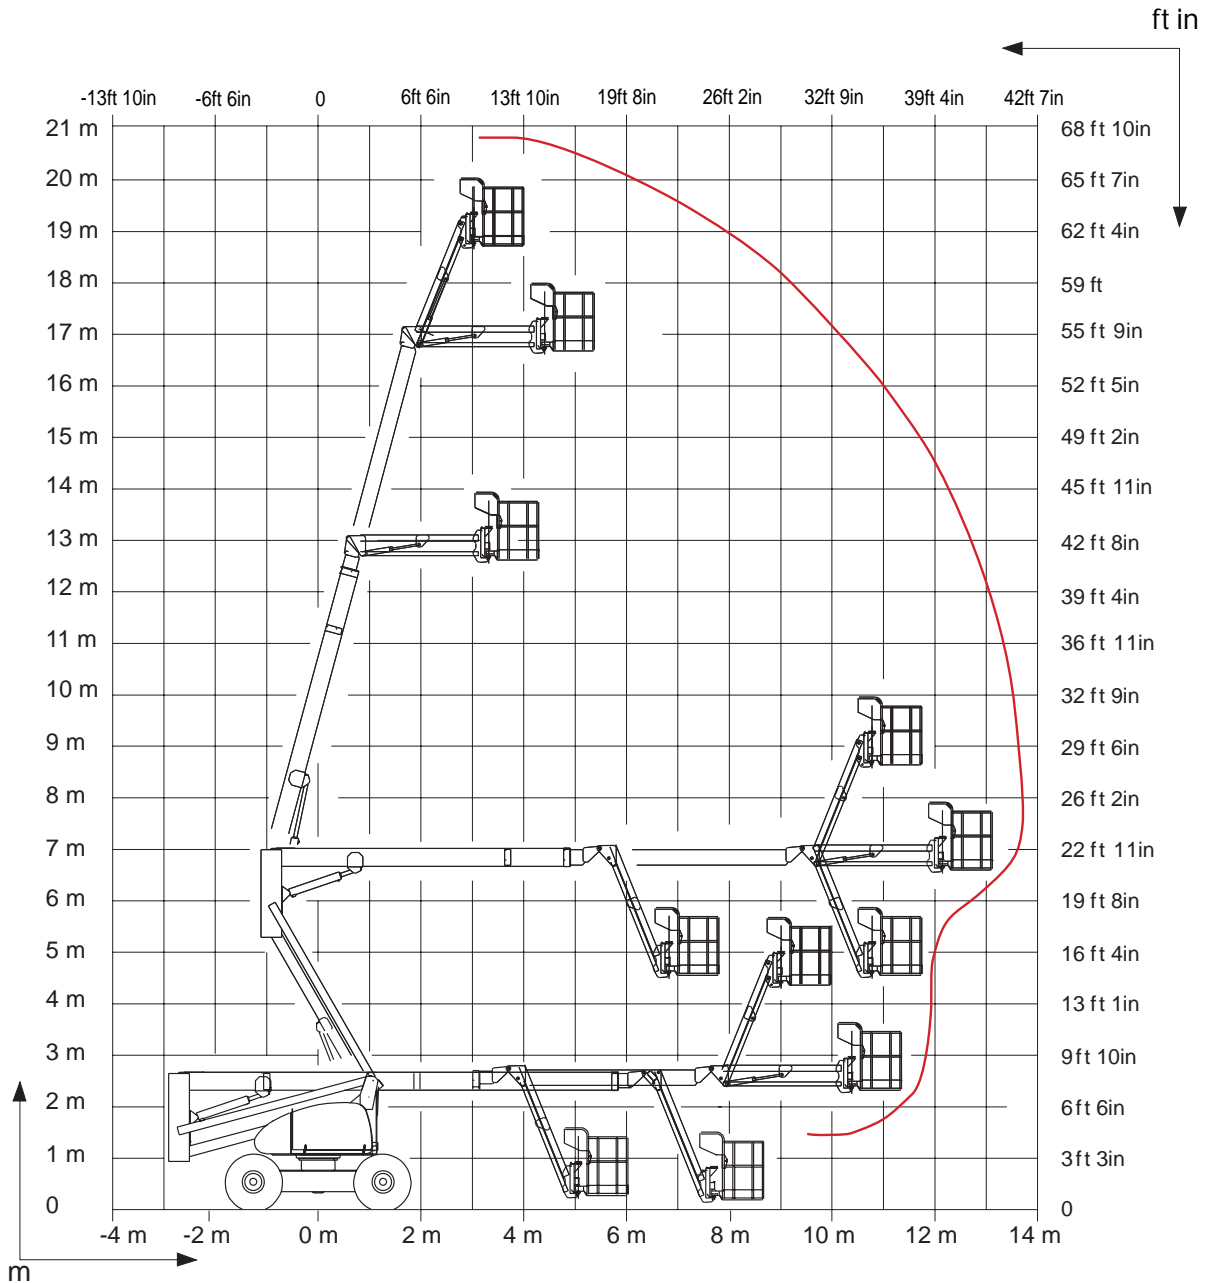 ft in
-13ft 10in -6ft 6in 0 6ft 6in 13ft 10in 19ft 8in 26ft 2in 32ft 9in 39ft 4in 42ft 7in
21 m 68 ft 10in
20 m 65 ft 7in
19 m 62 ft 4in
18 m 59 ft
17 m 55 ft 9in
16 m 52 ft 5in
15 m 49 ft 2in
14 m 45 ft 11in
13 m 42 ft 8in
12 m 39 ft 4in
11 m 36 ft 11in
10 m 32 ft 9in
9 m 29 ft 6in
8 m 26 ft 2in
7 m 22 ft 11in
6 m 19 ft 8in
5 m 16 ft 4in
4 m 13 ft 1in
3 m 9 ft 10in
2 m 6 ft 6in
1 m 3 ft 3in
0 0
-4 m -2 m 0 m 2 m 4 m 6 m 8 m 10 m 12 m 14 m
m